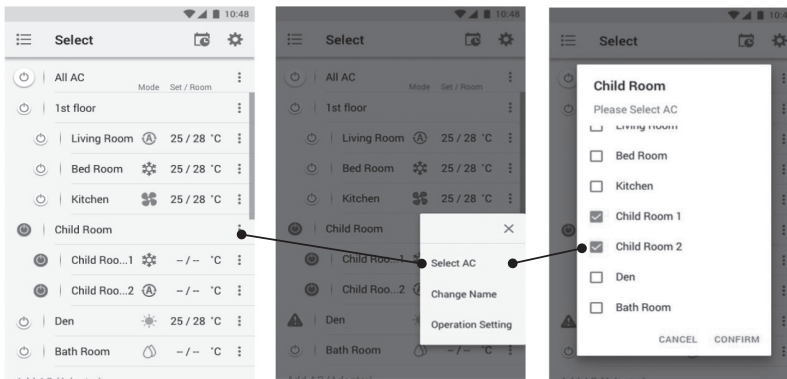 10:48
Select
All AC
Mode Set / Room
1st floor
Living Room A 25 / 28 °C
Bed Room 25 / 28 °C
Kitchen 25 / 28 °C
Child Room
Child Roo...1 -- / -- °C
Child Roo...2 A -- / -- °C
Den 25 / 28 °C
Bath Room -- / -- °C
10:48
Select
All AC
Mode Set / Room
1st floor
Living Room A 25 / 28 °C
Bed Room 25 / 28 °C
Kitchen 25 / 28 °C
Child Room
Child Roo...1
Child Roo...2
Den
Bath Room -- / -- °C
Select AC
Change Name
Operation Setting
Select
Child Room
Please Select AC
Living Room
Bed Room
Kitchen
Child Room 1
Child Room 2
Den
Bath Room
CANCEL CONFIRM